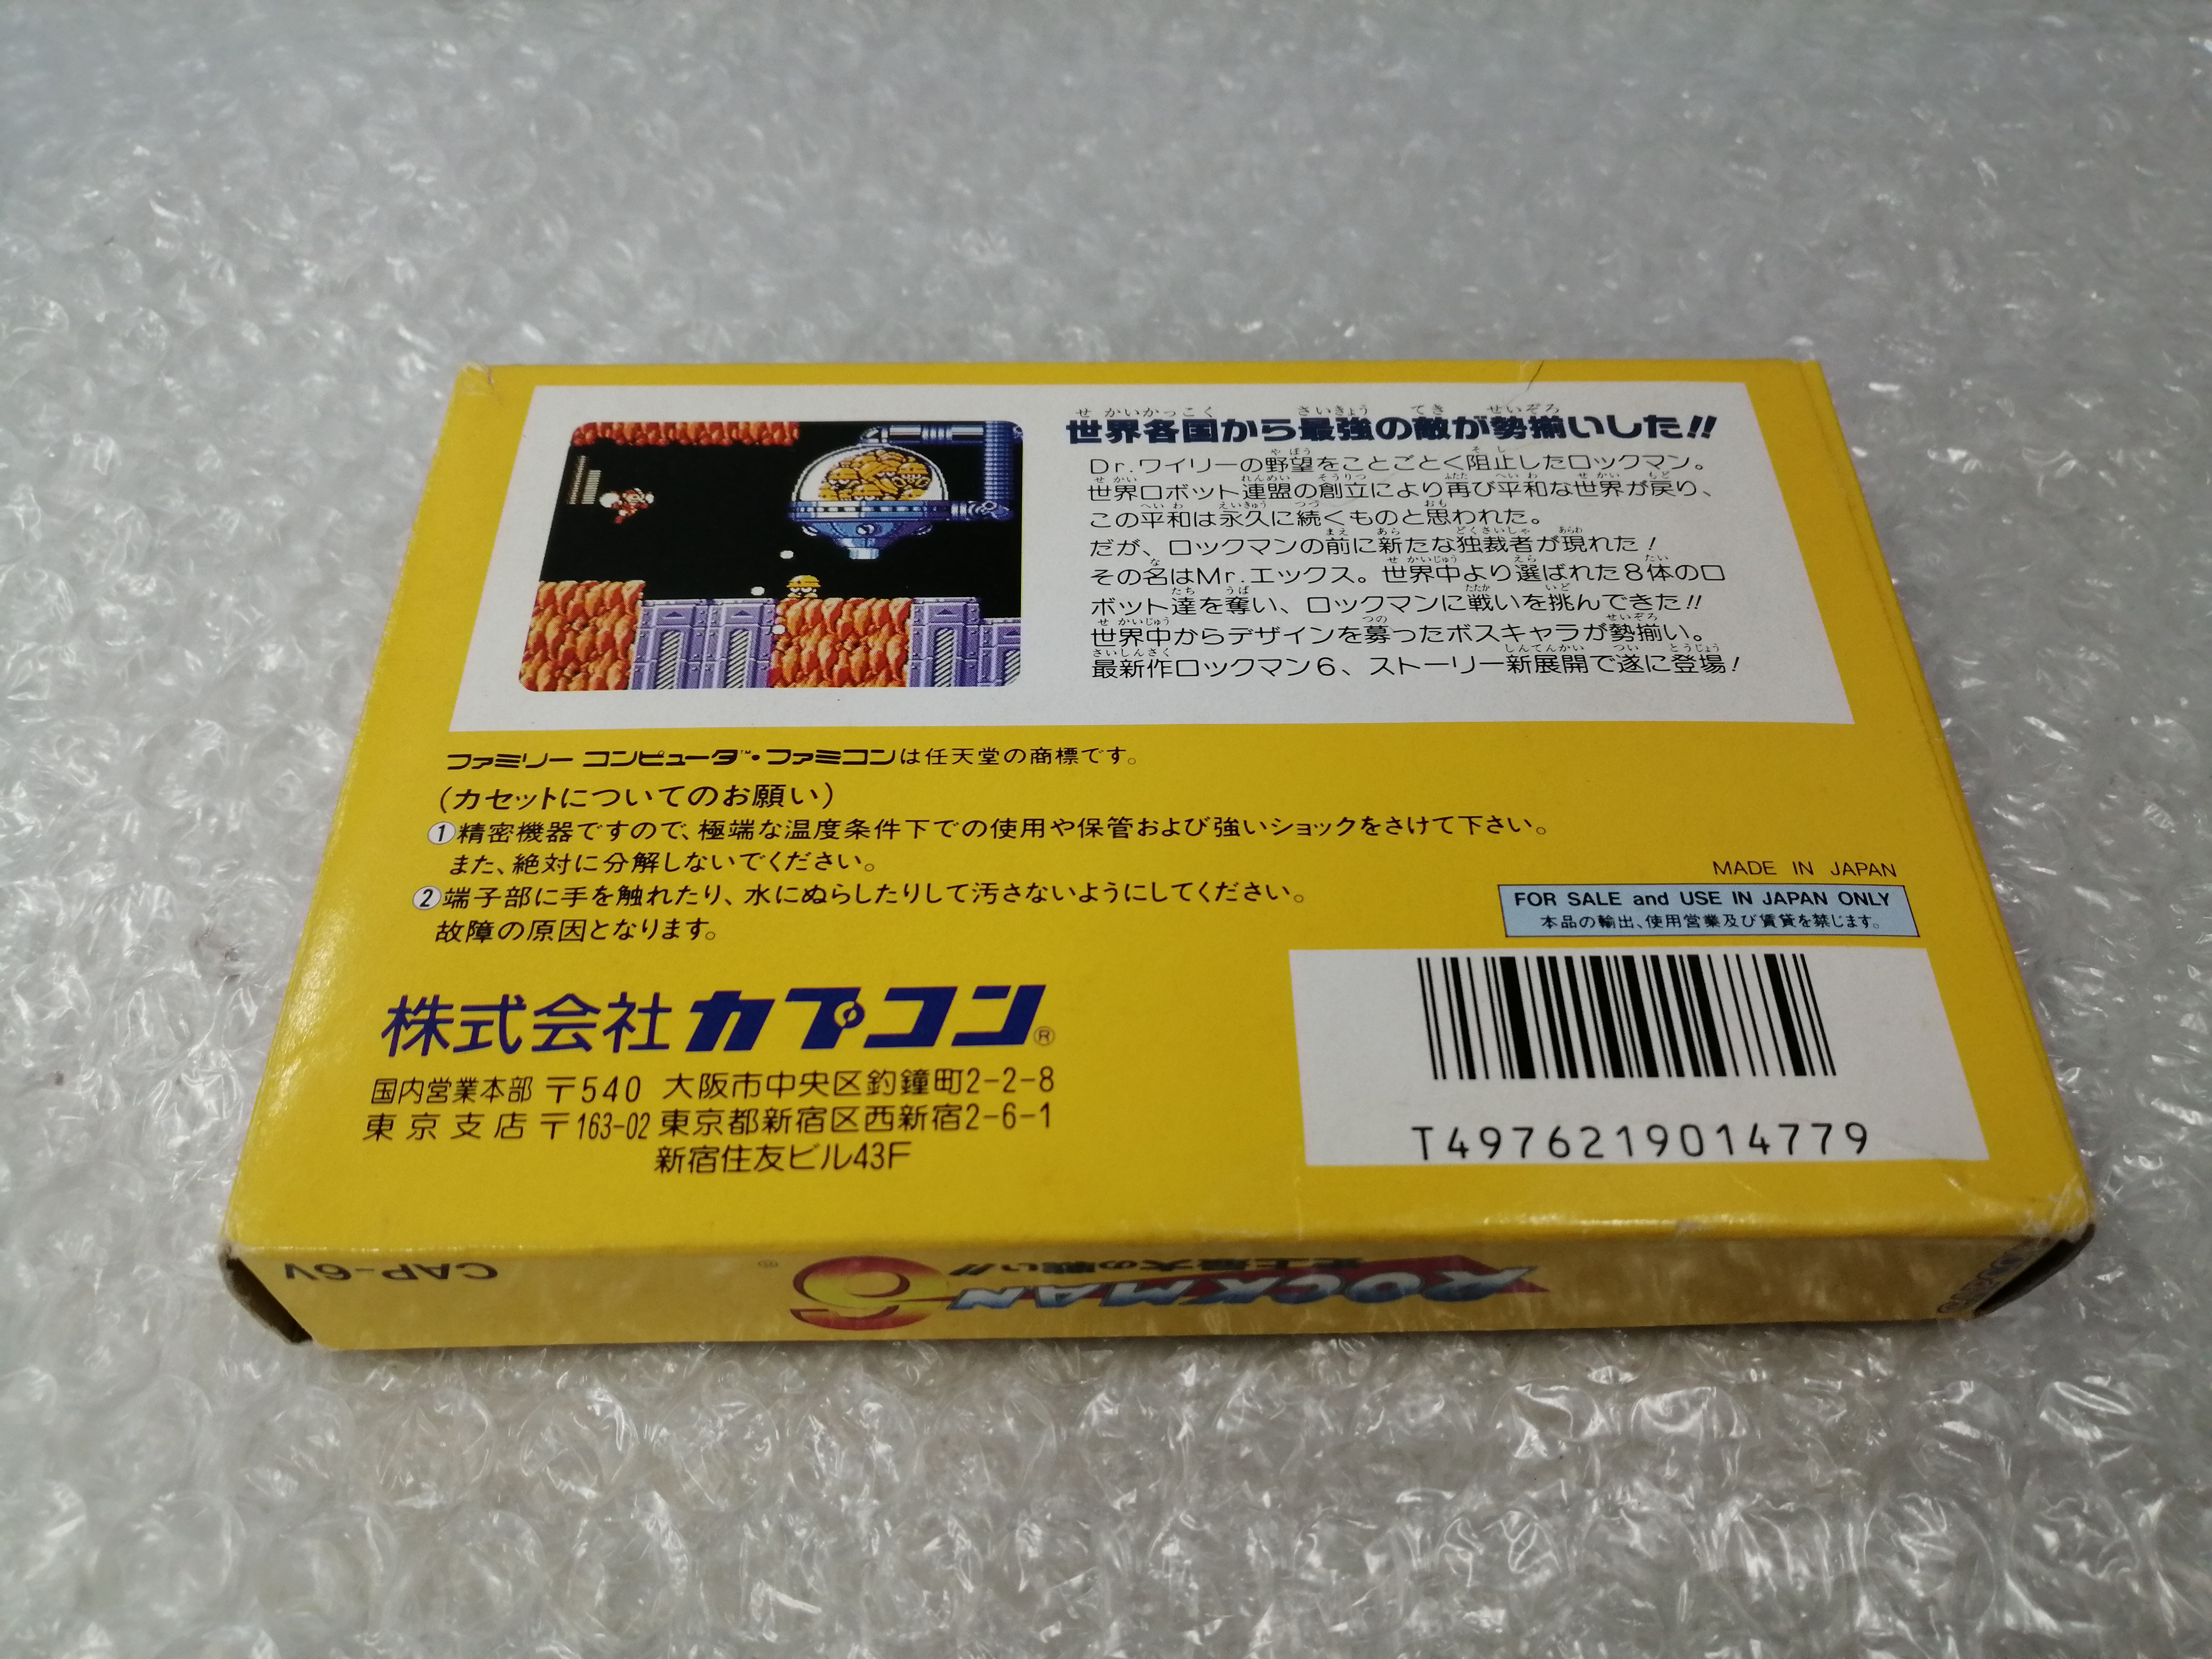 世界各国から最強の敵が勢揃いした!!
Dr.ワイリーの野望をことごとく阻止したロックマン。
世界ロボット連盟の創立により再び平和な世界が戻り、
この平和は永久に続くものと思われた。
だが、ロックマンの前に新たな独裁者が現れた!
その名はMr.エックス。世界中より選ばれた8体のロ
ボット達を奪い、ロックマンに戦いを挑んできた!!
世界中からデザインを募ったボスキャラが勢揃い。
最新作ロックマン6、ストーリー新展開で遂に登場!
ファミリーコンピュータ™・ファミコンは任天堂の商標です。
(カセットについてのお願い)
①精密機器ですので、極端な温度条件下での使用や保管および強いショックをさけて下さい。
また、絶対に分解しないでください。
②端子部に手を触れたり、水にぬらしたりして汚さないようにしてください。
故障の原因となります。
MADE IN JAPAN
FOR SALE and USE IN JAPAN ONLY
本品の輸出、使用営業及び賃貸を禁じます。
株式会社カプコン®
国内営業本部 〒540 大阪市中央区釣鐘町2-2-8
東京支店 〒163-02 東京都新宿区西新宿2-6-1
新宿住友ビル43F
T4976219014779
CAP-6V
ROCKMAN 6
史上最大の戦い!!